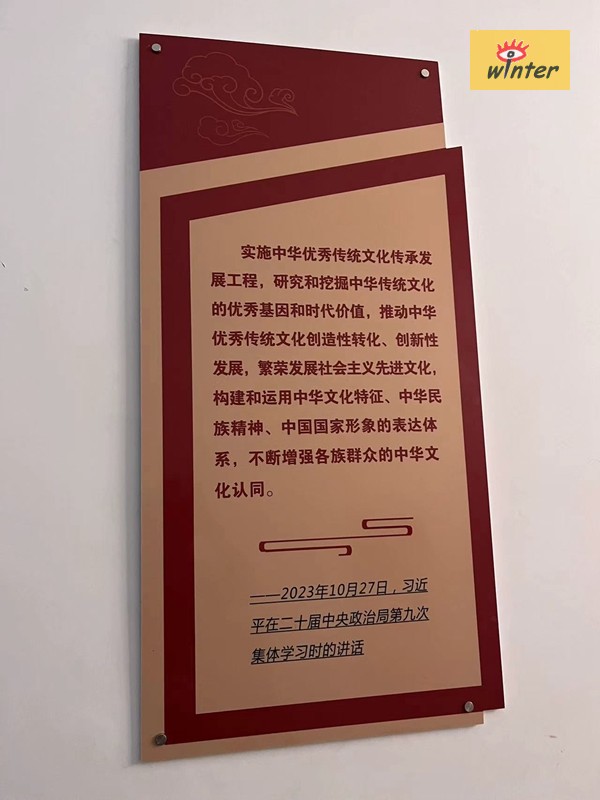 winter
实施中华优秀传统文化传承发
展工程，研究和挖掘中华传统文化
的优秀基因和时代价值，推动中华
优秀传统文化创造性转化、创新性
发展，繁荣发展社会主义先进文化，
构建和运用中华文化特征、中华民
族精神、中国国家形象的表达体
系，不断增强各族群众的中华文
化认同。
——2023年10月27日，习近
平在二十届中央政治局第九次
集体学习时的讲话